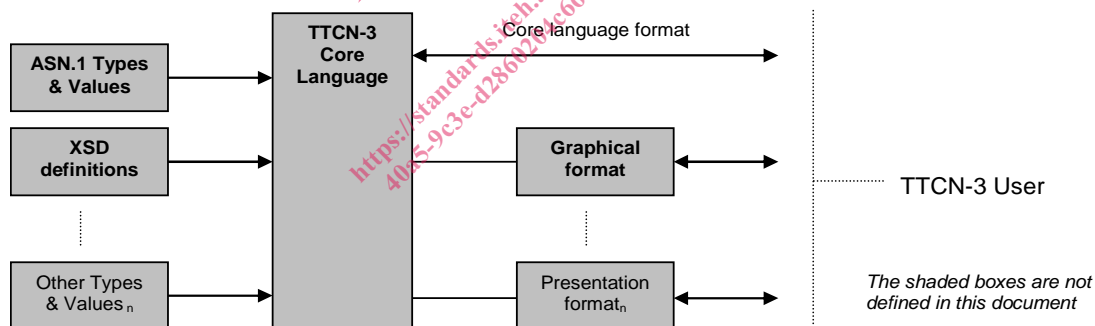 TTCN-3
Core
Language
Core language format
ASN.1 Types
& Values
XSD
definitions
Graphical
format
TTCN-3 User
Other Types
& Values n
Presentation
formatn
The shaded boxes are not
defined in this document